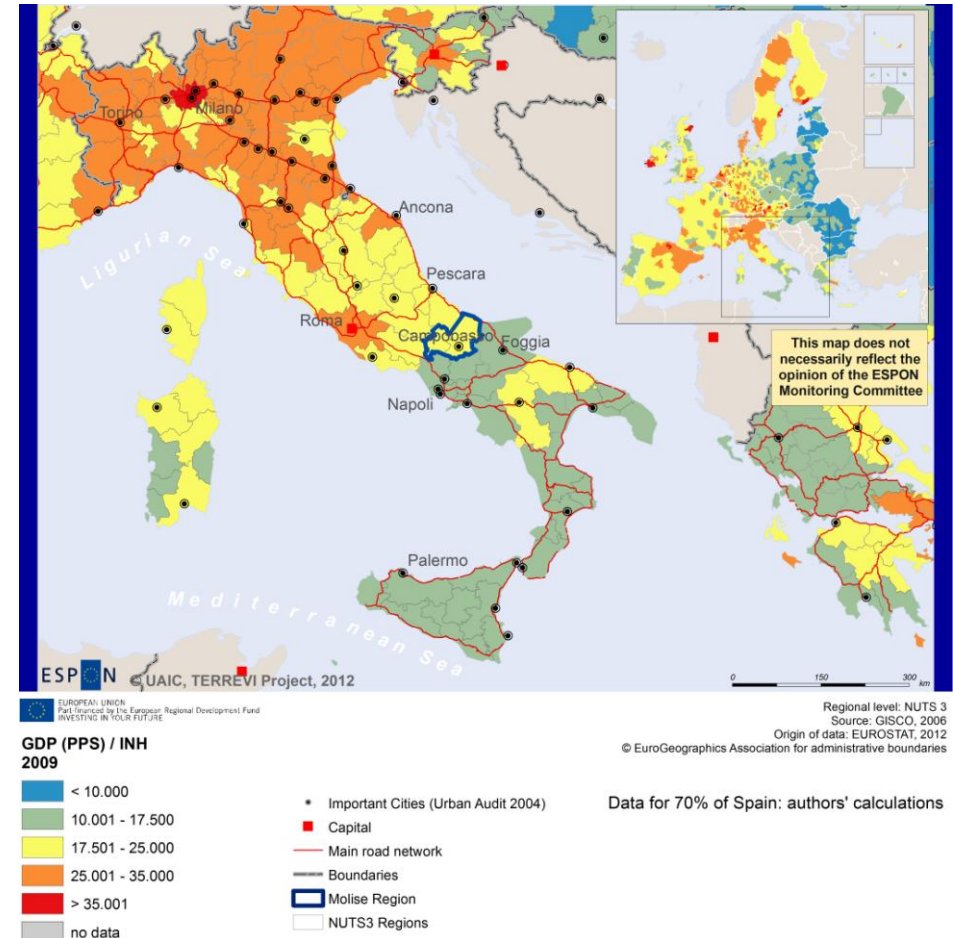 Torino
Milano
Ancona
Ligurian Sea
Pescara
Roma
Campobasso
Foggia
This map does not
necessarily reflect the
opinion of the ESPON
Monitoring Committee
Napoli
Palermo
Mediterranean Sea
ESPON
© UAIC, TERREVI Project, 2012
0 150 300
km
EUROPEAN UNION
Part-financed by the European Regional Development Fund
INVESTING IN YOUR FUTURE
Regional level: NUTS 3
Source: GISCO, 2006
Origin of data: EUROSTAT, 2012
© EuroGeographics Association for administrative boundaries
GDP (PPS) / INH
2009
< 10.000
10.001 - 17.500
17.501 - 25.000
25.001 - 35.000
> 35.001
no data
Important Cities (Urban Audit 2004)
Capital
Main road network
Boundaries
Molise Region
NUTS3 Regions
Data for 70% of Spain: authors' calculations